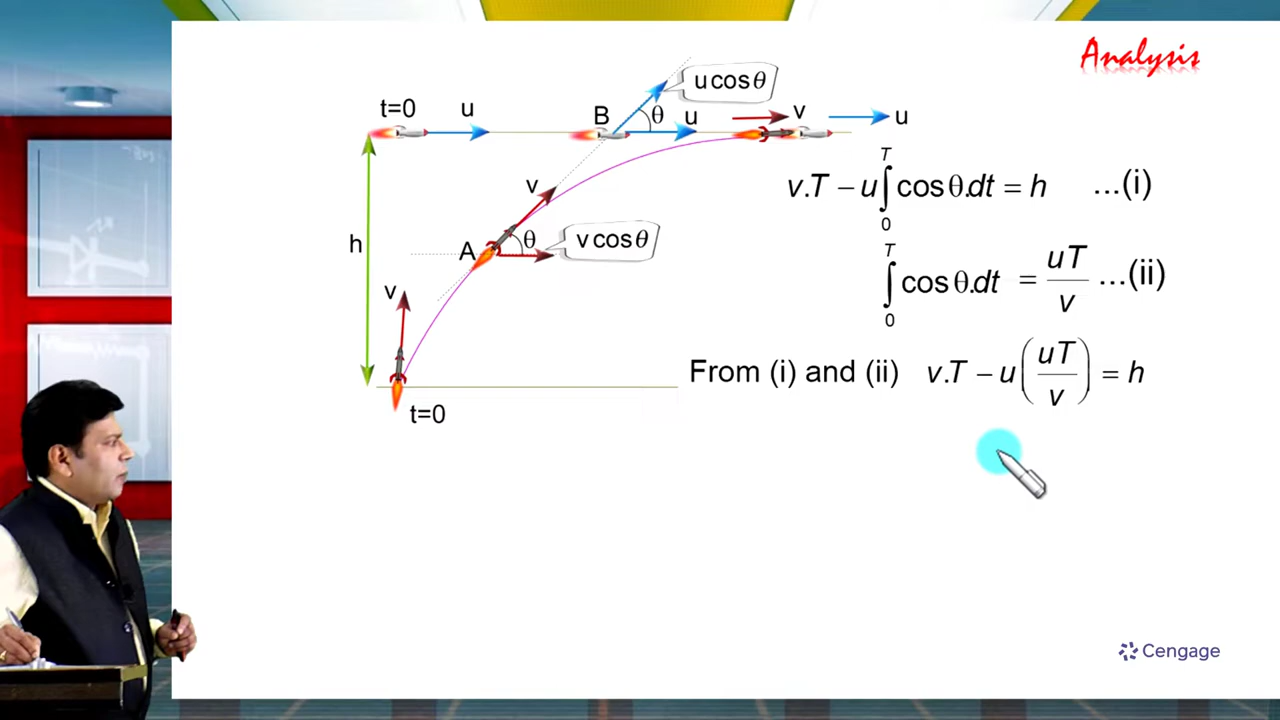 Analysis
u cos θ
t=0 u B θ u v u
v.T – u∫₀ᵀ cos θ.dt = h ...(i)
v
h A θ v cos θ
∫₀ᵀ cos θ.dt = uT/v ...(ii)
v
From (i) and (ii) v.T – u(uT/v) = h
t=0
Cengage